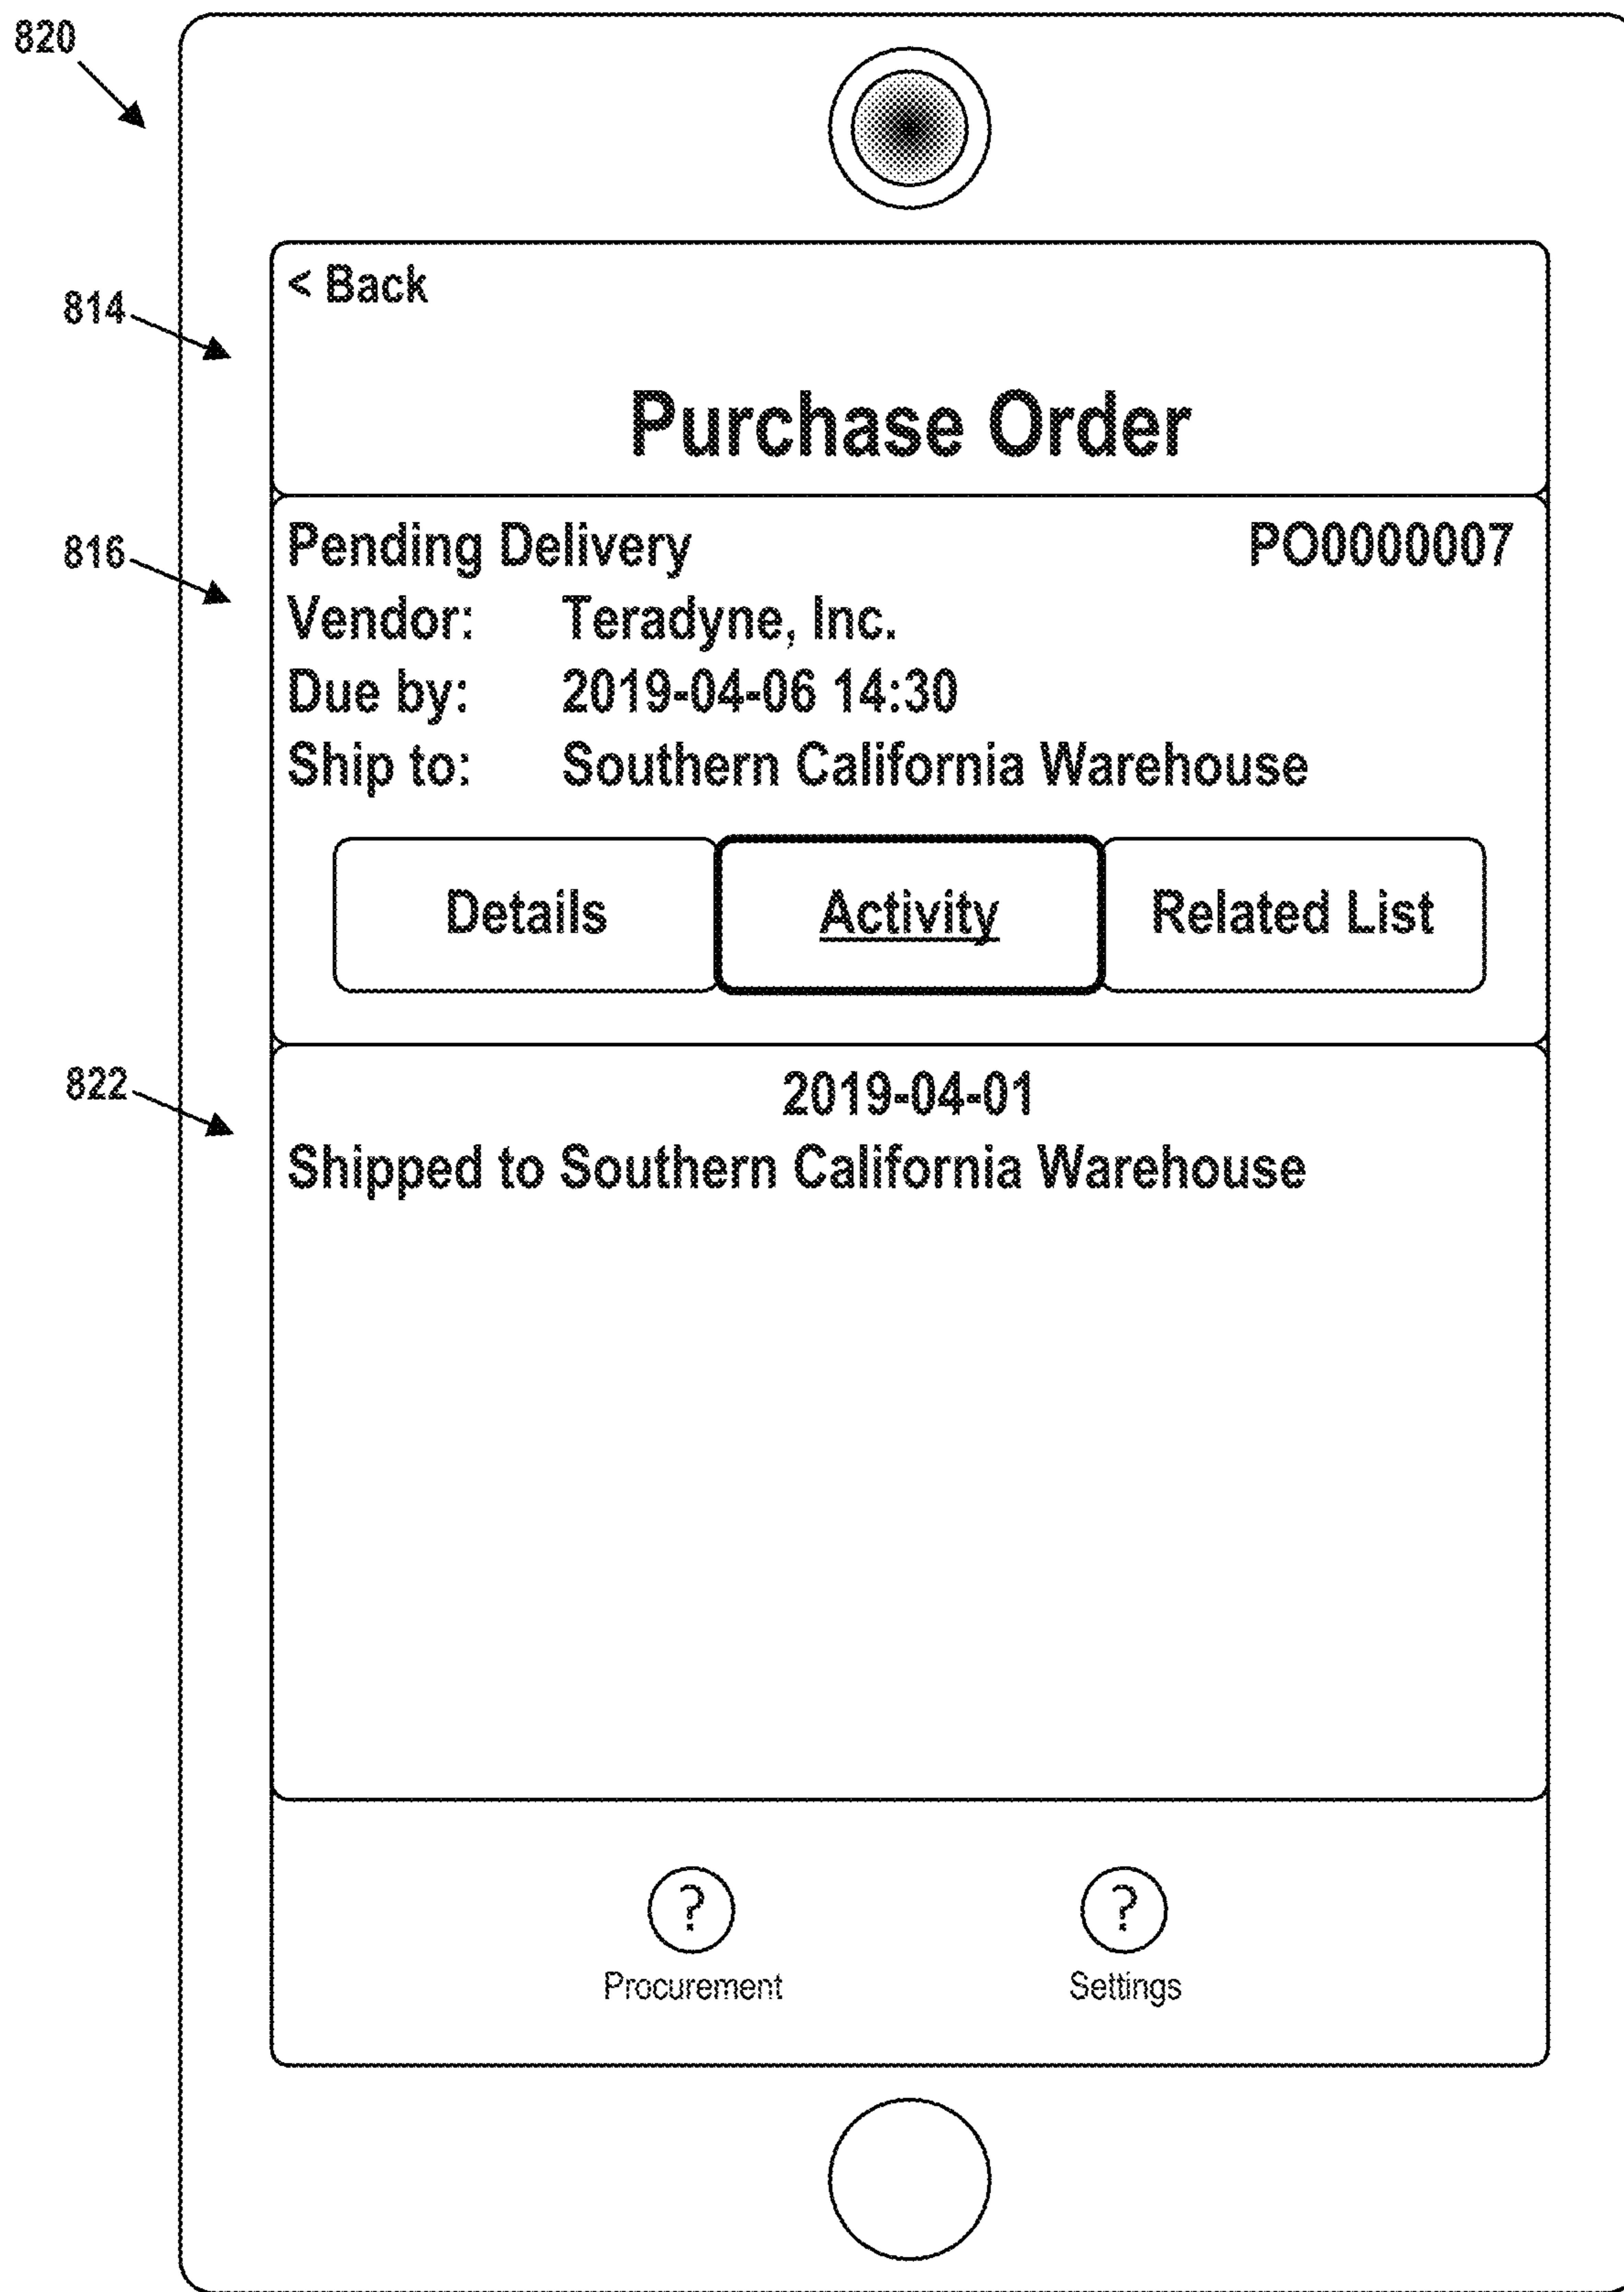 820
< Back
814
Purchase Order
816
Pending Delivery PO0000007
Vendor: Teradyne, Inc.
Due by: 2019-04-06 14:30
Ship to: Southern California Warehouse
Details Activity Related List
822
2019-04-01
Shipped to Southern California Warehouse
? ?
Procurement Settings